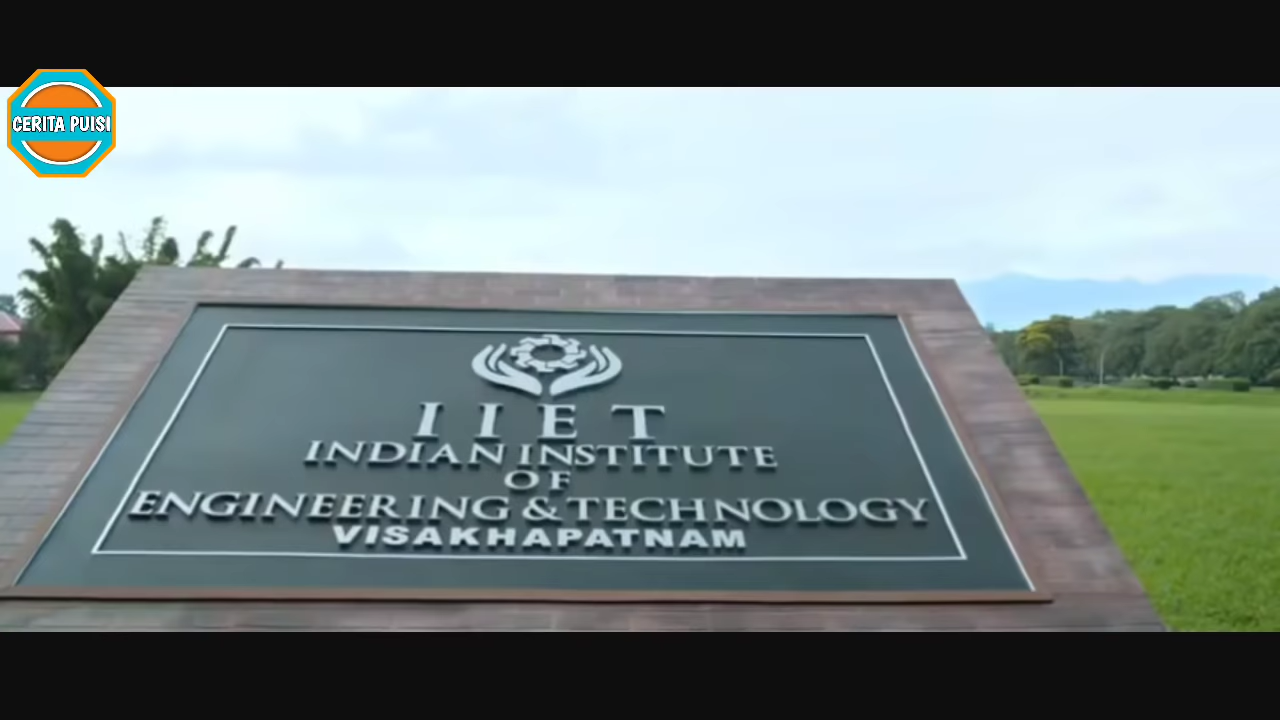 CERITA PUISI
IIET
INDIAN INSTITUTE
OF
ENGINEERING & TECHNOLOGY
VISAKHAPATNAM